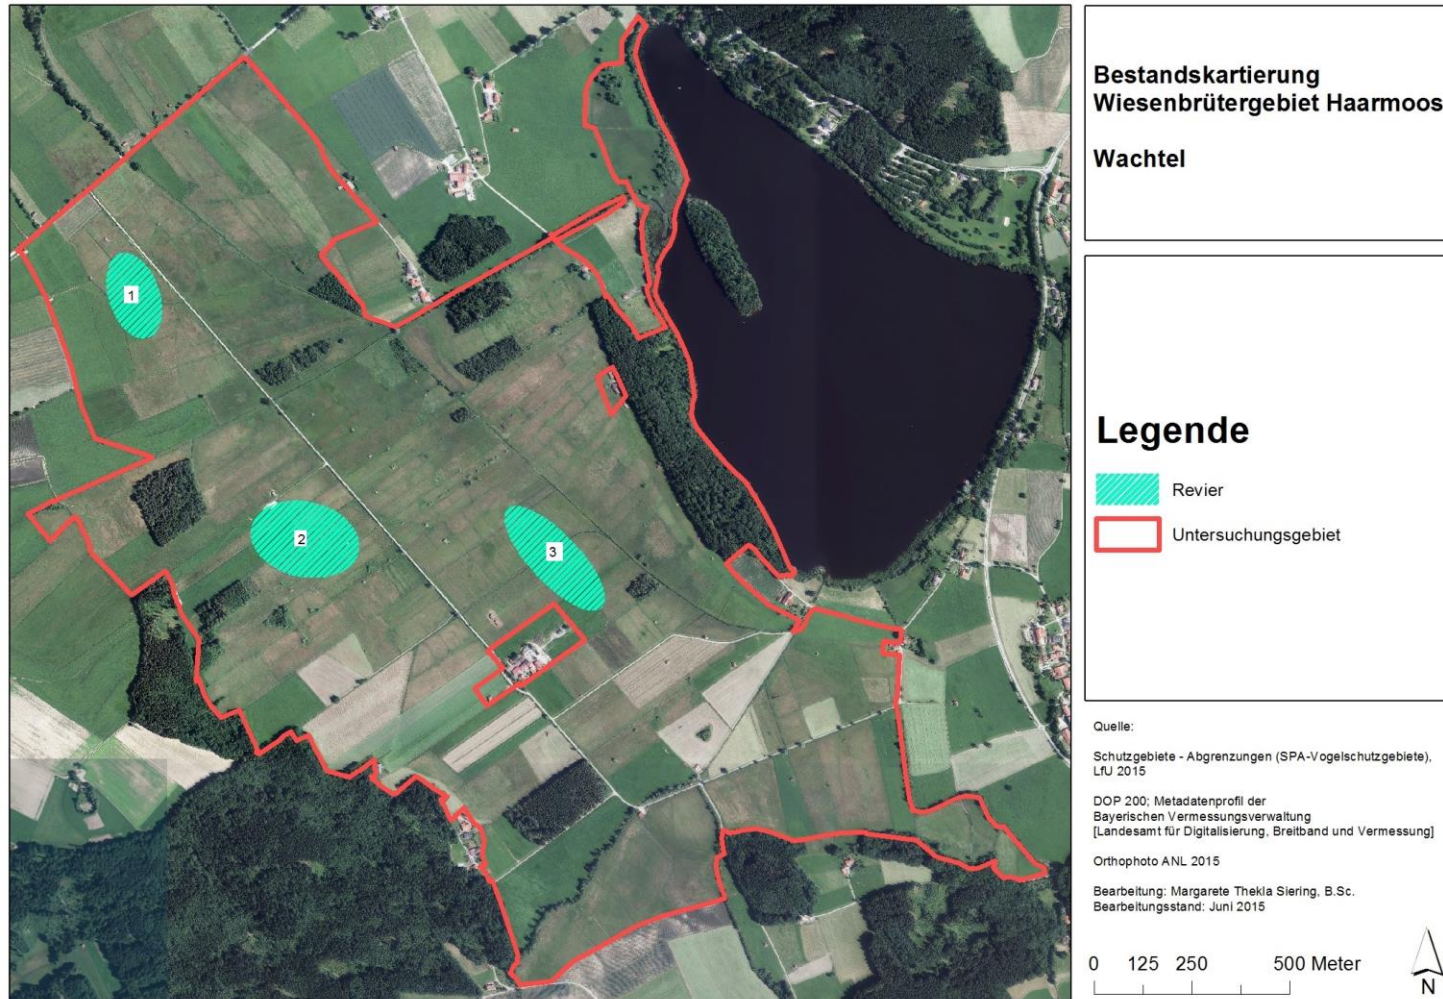 Bestandskartierung
Wiesenbrütergebiet Haarmoos
Wachtel
Legende
Revier
Untersuchungsgebiet
1
2
3
Quelle:
Schutzgebiete - Abgrenzungen (SPA-Vogelschutzgebiete),
LfU 2015
DOP 200; Metadatenprofil der
Bayerischen Vermessungsverwaltung
[Landesamt für Digitalisierung, Breitband und Vermessung]
Orthophoto ANL 2015
Bearbeitung: Margarete Thekla Siering, B.Sc.
Bearbeitungsstand: Juni 2015
0 125 250 500 Meter
N